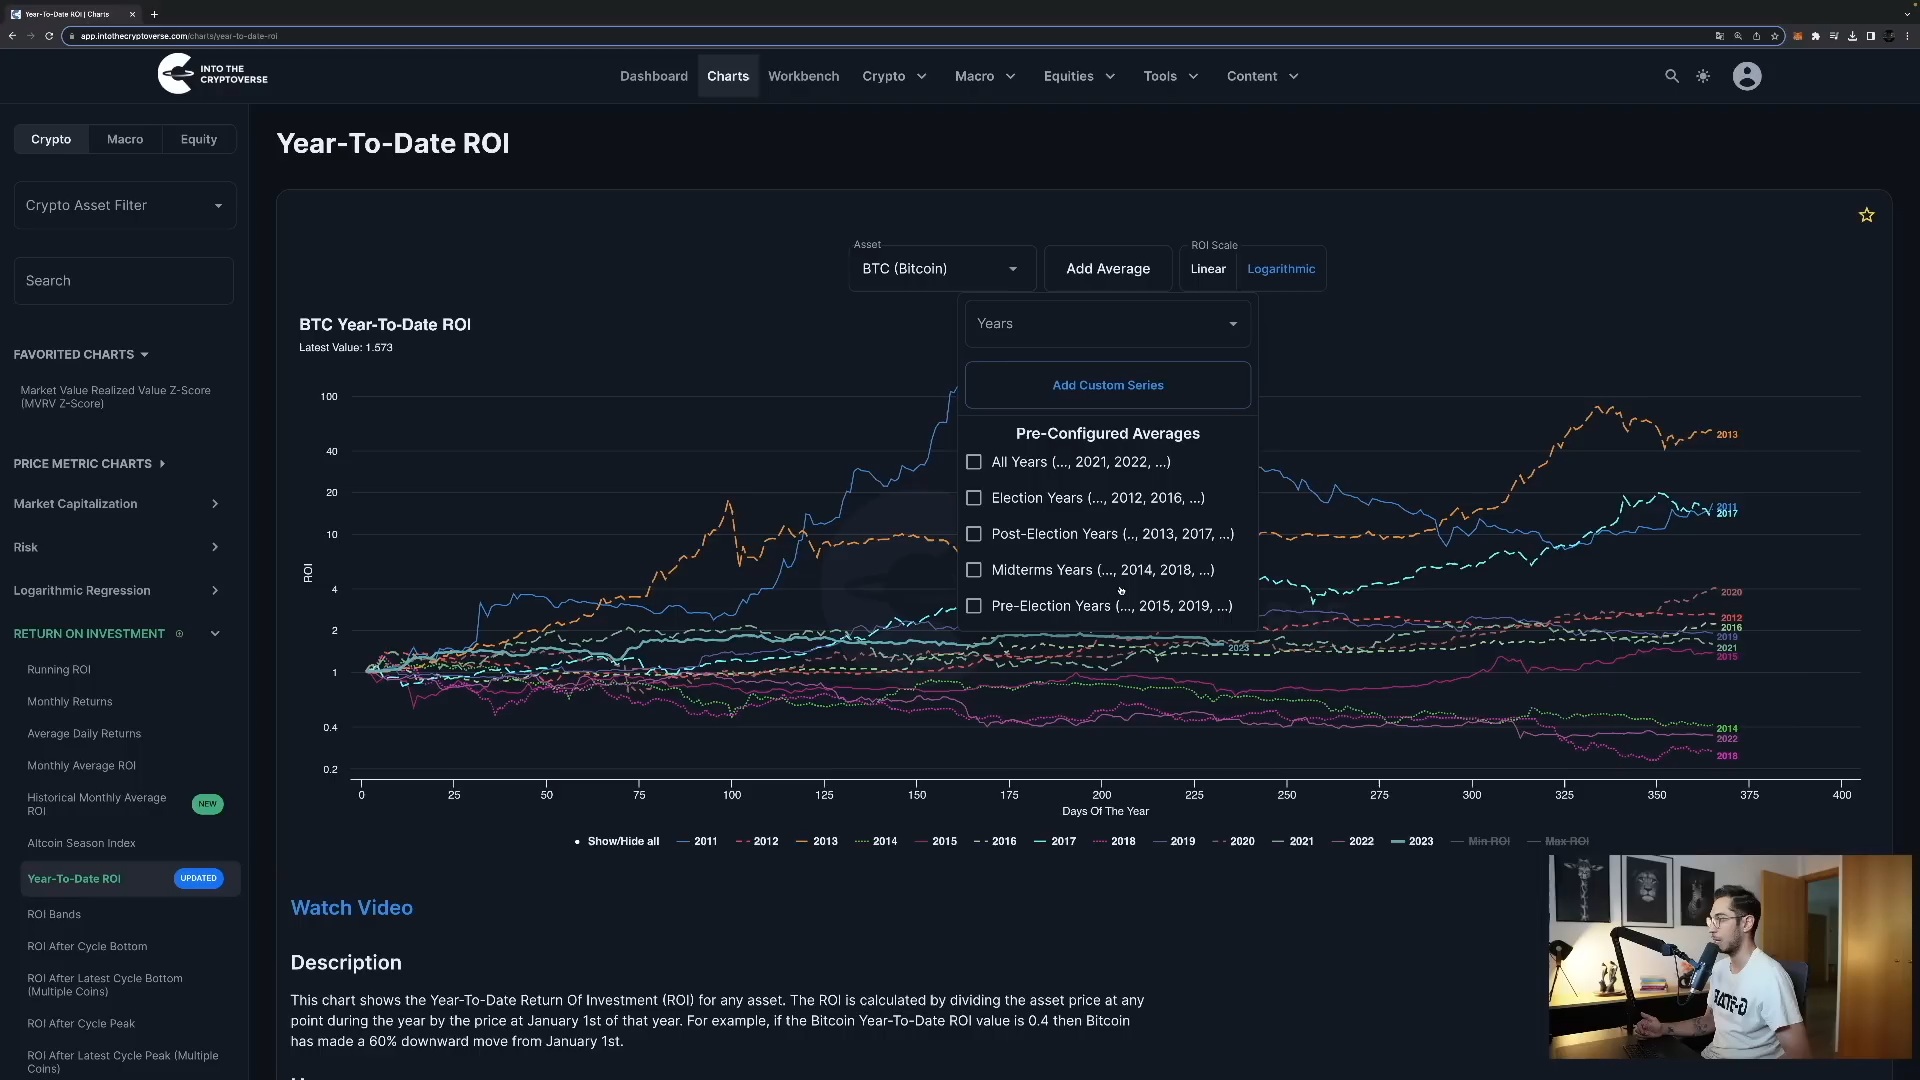 Year-To-Date ROI | Charts
app.intothecryptoverse.com/charts/year-to-date-roi
INTO THE
CRYPTOVERSE
Dashboard
Charts
Workbench
Crypto
Macro
Equities
Tools
Content
Crypto
Macro
Equity
Crypto Asset Filter
Search
FAVORITED CHARTS
Market Value Realized Value Z-Score
(MVRV Z-Score)
PRICE METRIC CHARTS
Market Capitalization
Risk
Logarithmic Regression
RETURN ON INVESTMENT
Running ROI
Monthly Returns
Average Daily Returns
Monthly Average ROI
Historical Monthly Average
ROI
NEW
Altcoin Season Index
Year-To-Date ROI
UPDATED
ROI Bands
ROI After Cycle Bottom
ROI After Latest Cycle Bottom
(Multiple Coins)
ROI After Cycle Peak
ROI After Latest Cycle Peak (Multiple
Coins)
Year-To-Date ROI
Asset
BTC (Bitcoin)
Add Average
ROI Scale
Linear
Logarithmic
Years
Add Custom Series
Pre-Configured Averages
All Years (..., 2021, 2022, ...)
Election Years (..., 2012, 2016, ...)
Post-Election Years (.., 2013, 2017, ...)
Midterms Years (..., 2014, 2018, ...)
Pre-Election Years (..., 2015, 2019, ...)
BTC Year-To-Date ROI
Latest Value: 1.573
ROI
100
40
20
10
4
2
1
0.4
0.2
2013
2011
2017
2020
2012
2016
2019
2021
2015
2023
2014
2022
2018
0 25 50 75 100 125 150 175 200 225 250 275 300 325 350 375 400
Days Of The Year
Show/Hide all 2011 2012 2013 2014 2015 2016 2017 2018 2019 2020 2021 2022 2023 Min ROI Max ROI
Watch Video
Description
This chart shows the Year-To-Date Return Of Investment (ROI) for any asset. The ROI is calculated by dividing the asset price at any
point during the year by the price at January 1st of that year. For example, if the Bitcoin Year-To-Date ROI value is 0.4 then Bitcoin
has made a 60% downward move from January 1st.